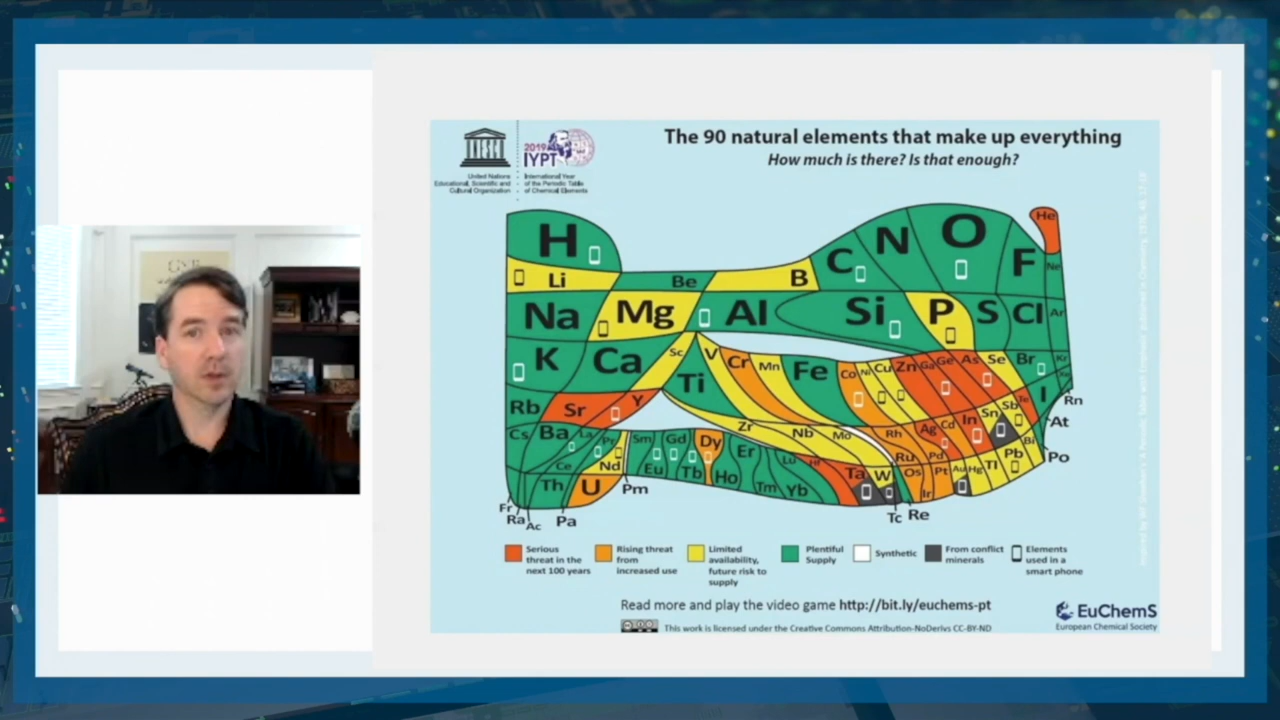 The 90 natural elements that make up everything
How much is there? Is that enough?
United Nations
Educational, Scientific and
Cultural Organization
2019
IYPT
International Year
of the Periodic Table
of Chemical Elements
H
He
Li Be B C N O F Ne
Na Mg Al Si P S Cl Ar
K Ca Sc Ti V Cr Mn Fe Co Ni Cu Zn Ga Ge As Se Br Kr
Rb Sr Y Zr Nb Mo Ru Rh Pd Ag Cd In Sn Sb Te I
Cs Ba La Ce Pr Nd Sm Eu Gd Tb Dy Ho Er Tm Yb Lu Hf Ta W Os Ir Pt Au Hg Tl Pb Bi
Th U
Fr Ra Ac Pa Pm Tc Re Po At Rn
Serious
threat in the
next 100 years
Rising threat
from
increased use
Limited
availability,
future risk to
supply
Plentiful
Supply
Synthetic
From conflict
minerals
Elements
used in a
smart phone
Read more and play the video game http://bit.ly/euchems-pt
This work is licensed under the Creative Commons Attribution-NoDerivs CC-BY-ND
EuChemS
European Chemical Society